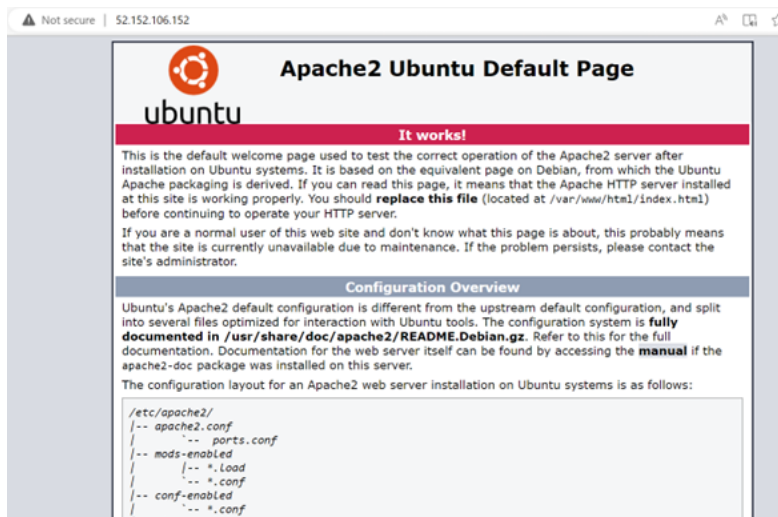 Not secure | 52.152.106.152
ubuntu
Apache2 Ubuntu Default Page
It works!
This is the default welcome page used to test the correct operation of the Apache2 server after
installation on Ubuntu systems. It is based on the equivalent page on Debian, from which the Ubuntu
Apache packaging is derived. If you can read this page, it means that the Apache HTTP server installed
at this site is working properly. You should replace this file (located at /var/www/html/index.html)
before continuing to operate your HTTP server.
If you are a normal user of this web site and don't know what this page is about, this probably means
that the site is currently unavailable due to maintenance. If the problem persists, please contact the
site's administrator.
Configuration Overview
Ubuntu's Apache2 default configuration is different from the upstream default configuration, and split
into several files optimized for interaction with Ubuntu tools. The configuration system is fully
documented in /usr/share/doc/apache2/README.Debian.gz. Refer to this for the full
documentation. Documentation for the web server itself can be found by accessing the manual if the
apache2-doc package was installed on this server.
The configuration layout for an Apache2 web server installation on Ubuntu systems is as follows:
/etc/apache2/
|-- apache2.conf
|       `--  ports.conf
|-- mods-enabled
|       |-- *.load
|       `-- *.conf
|-- conf-enabled
|       `-- *.conf